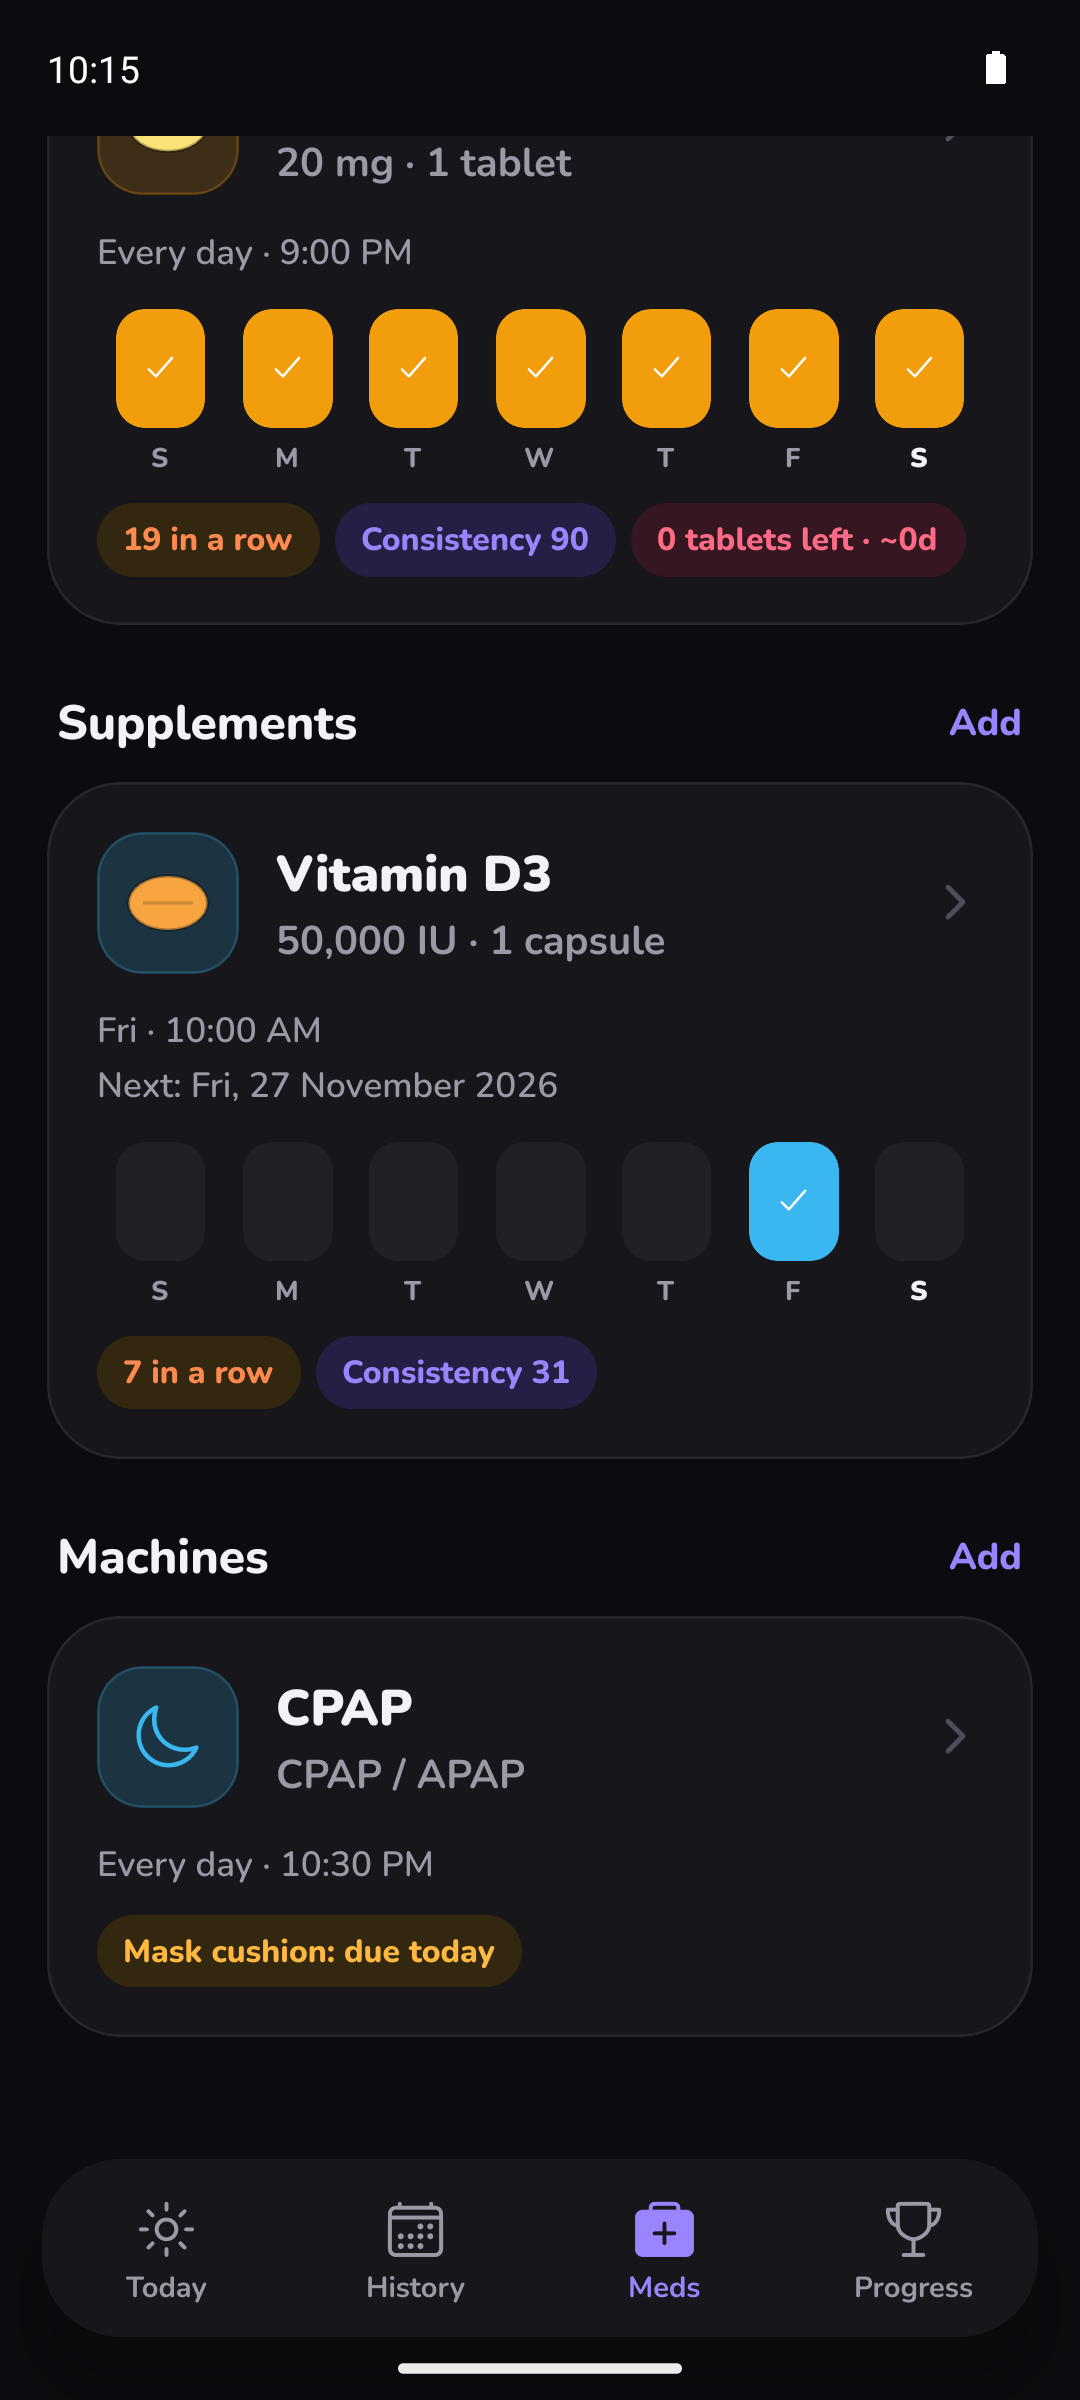 10:15
20 mg · 1 tablet
Every day · 9:00 PM
S M T W T F S
19 in a row Consistency 90 0 tablets left · ~0d
Supplements Add
Vitamin D3
50,000 IU · 1 capsule
Fri · 10:00 AM
Next: Fri, 27 November 2026
S M T W T F S
7 in a row Consistency 31
Machines Add
CPAP
CPAP / APAP
Every day · 10:30 PM
Mask cushion: due today
Today History Meds Progress